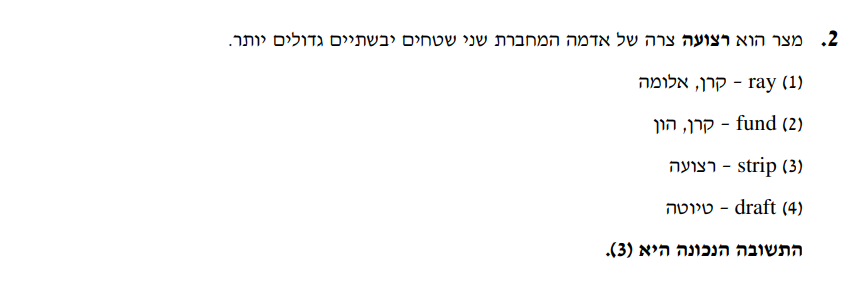 2. מצר הוא רצועה צרה של אדמה המחברת שני שטחים יבשתיים גדולים יותר.
(1) ray – קרן, אלומה
(2) fund – קרן, הון
(3) strip – רצועה
(4) draft – טיוטה
התשובה הנכונה היא (3).